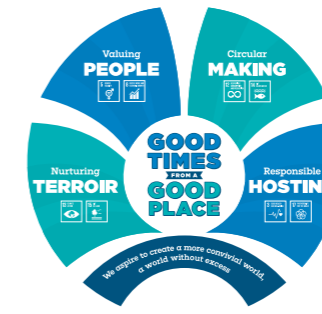 Valuing
PEOPLE
Circular
MAKING
Nurturing
TERROIR
GOOD
TIMES
FROM A
GOOD
PLACE
Responsible
HOSTIN
We aspire to create a more convivial world,
a world without excess